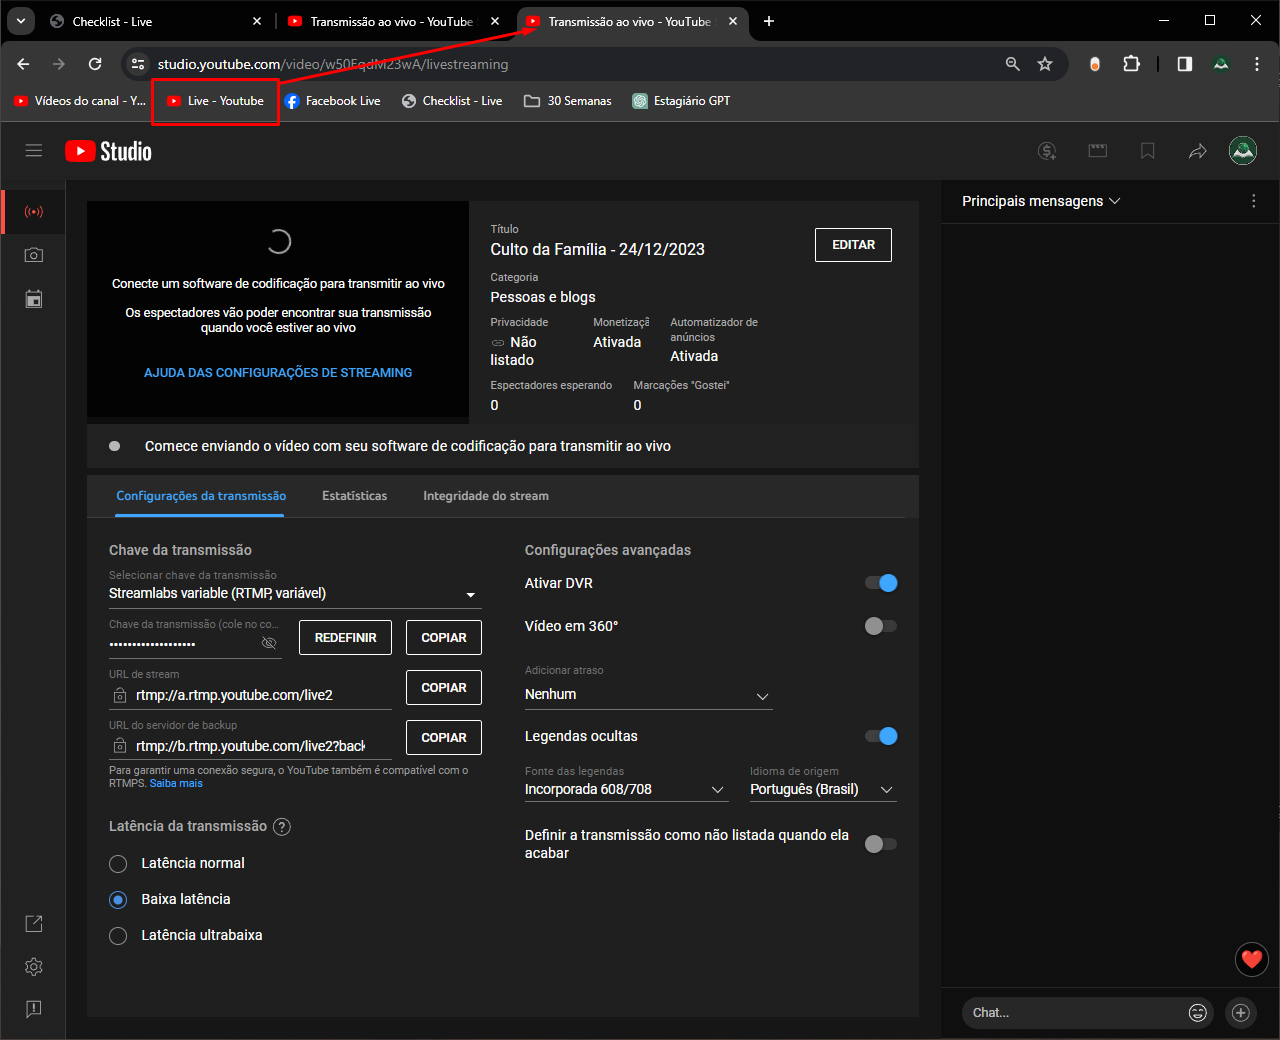 Checklist - Live
Transmissão ao vivo - YouTube
Transmissão ao vivo - YouTube
studio.youtube.com/video/w50FqdM23wA/livestreaming
Vídeos do canal - Y...
Live - Youtube
Facebook Live
Checklist - Live
30 Semanas
Estagiário GPT
Studio
Conecte um software de codificação para transmitir ao vivo
Os espectadores vão poder encontrar sua transmissão
quando você estiver ao vivo
AJUDA DAS CONFIGURAÇÕES DE STREAMING
Título
Culto da Família - 24/12/2023
EDITAR
Categoria
Pessoas e blogs
Privacidade
Não
listado
Monetizaçã
Ativada
Automatizador de
anúncios
Ativada
Espectadores esperando
0
Marcações "Gostei"
0
Principais mensagens
Comece enviando o vídeo com seu software de codificação para transmitir ao vivo
Configurações da transmissão
Estatísticas
Integridade do stream
Chave da transmissão
Selecionar chave da transmissão
Streamlabs variable (RTMP, variável)
Chave da transmissão (cole no co...
•••••••••••••••••••
REDEFINIR
COPIAR
URL de stream
rtmp://a.rtmp.youtube.com/live2
COPIAR
URL do servidor de backup
rtmp://b.rtmp.youtube.com/live2?back
COPIAR
Para garantir uma conexão segura, o YouTube também é compatível com o
RTMPS. Saiba mais
Latência da transmissão
Latência normal
Baixa latência
Latência ultrabaixa
Configurações avançadas
Ativar DVR
Vídeo em 360°
Adicionar atraso
Nenhum
Legendas ocultas
Fonte das legendas
Incorporada 608/708
Idioma de origem
Português (Brasil)
Definir a transmissão como não listada quando ela
acabar
Chat...